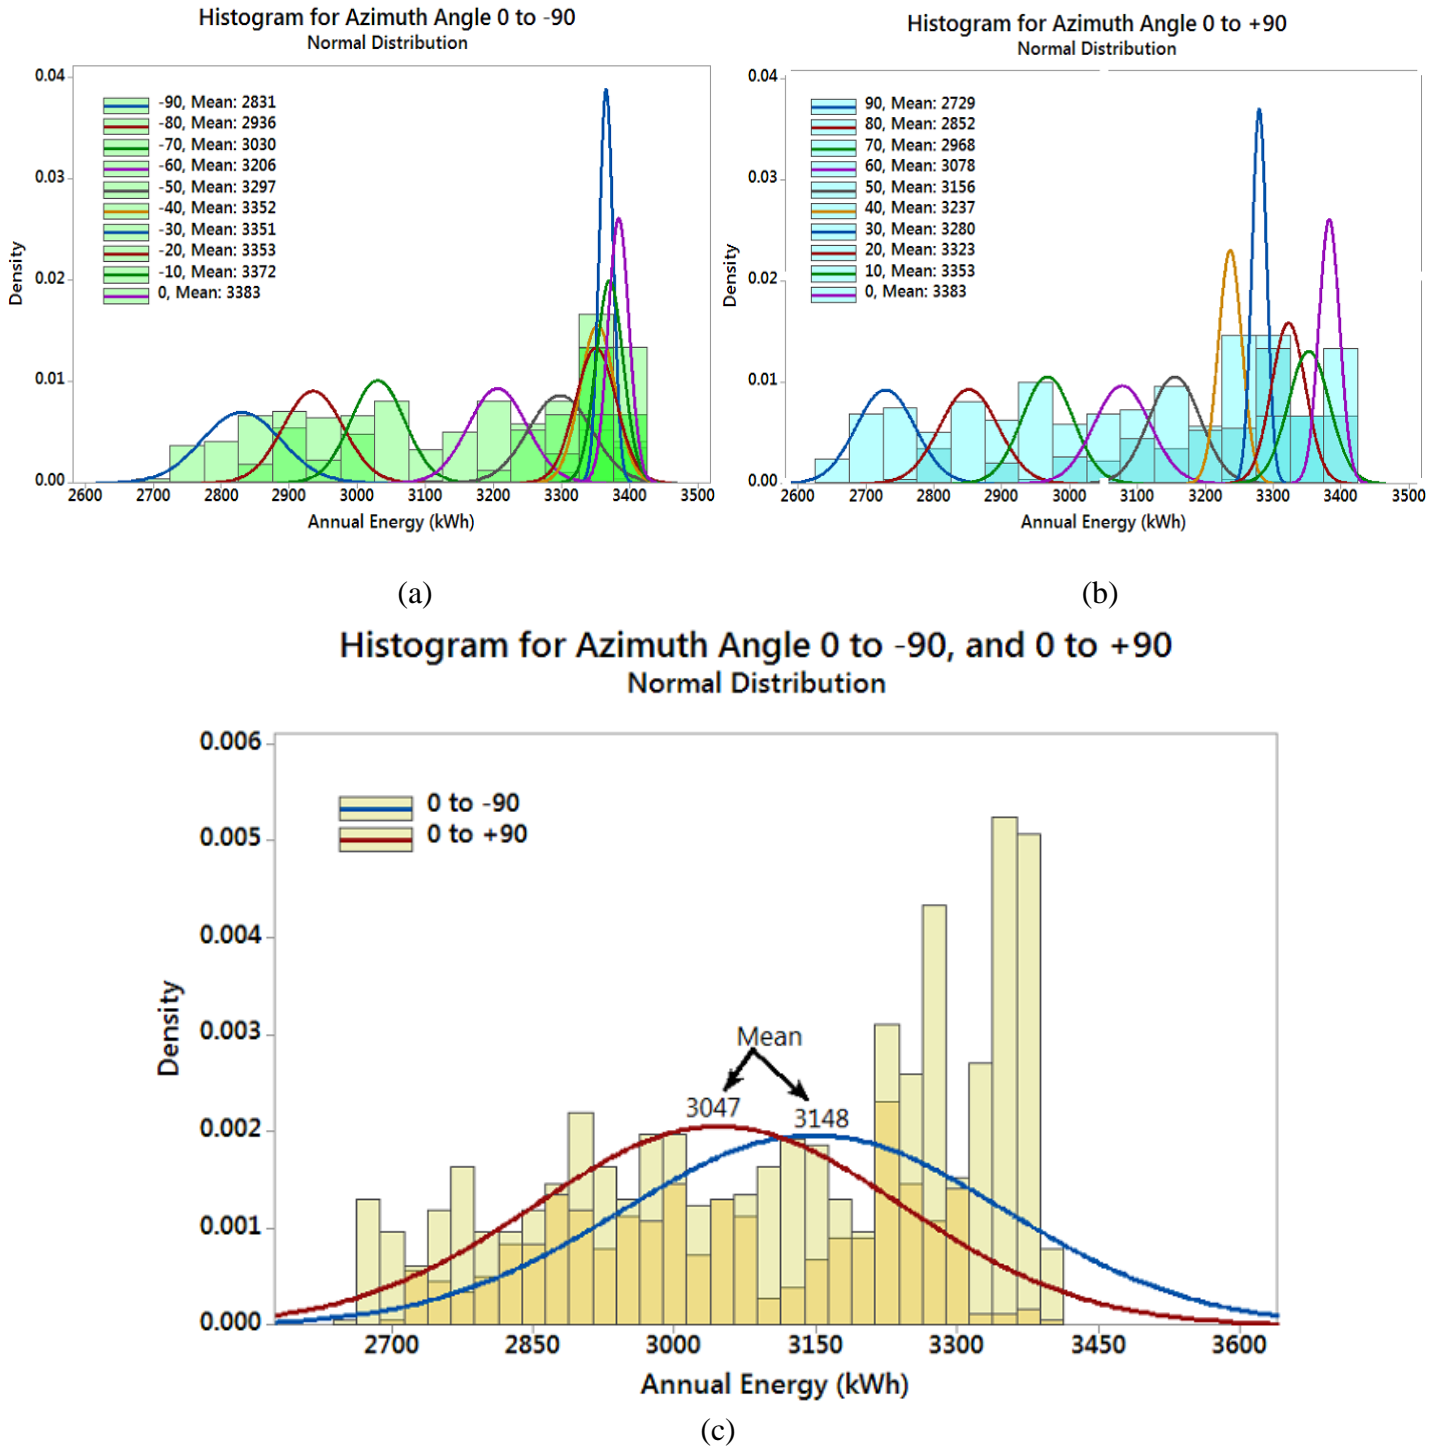 Histogram for Azimuth Angle 0 to -90
Normal Distribution
0.04
0.03
0.02
0.01
0.00
Density
-90, Mean: 2831
-80, Mean: 2936
-70, Mean: 3030
-60, Mean: 3206
-50, Mean: 3297
-40, Mean: 3352
-30, Mean: 3351
-20, Mean: 3353
-10, Mean: 3372
0, Mean: 3383
2600 2700 2800 2900 3000 3100 3200 3300 3400 3500
Annual Energy (kWh)
(a)
Histogram for Azimuth Angle 0 to +90
Normal Distribution
0.04
0.03
0.02
0.01
0.00
Density
90, Mean: 2729
80, Mean: 2852
70, Mean: 2968
60, Mean: 3078
50, Mean: 3156
40, Mean: 3237
30, Mean: 3280
20, Mean: 3323
10, Mean: 3353
0, Mean: 3383
2600 2700 2800 2900 3000 3100 3200 3300 3400 3500
Annual Energy (kWh)
(b)
Histogram for Azimuth Angle 0 to -90, and 0 to +90
Normal Distribution
0.006
0.005
0.004
0.003
0.002
0.001
0.000
Density
0 to -90
0 to +90
Mean
3047
3148
2700 2850 3000 3150 3300 3450 3600
Annual Energy (kWh)
(c)